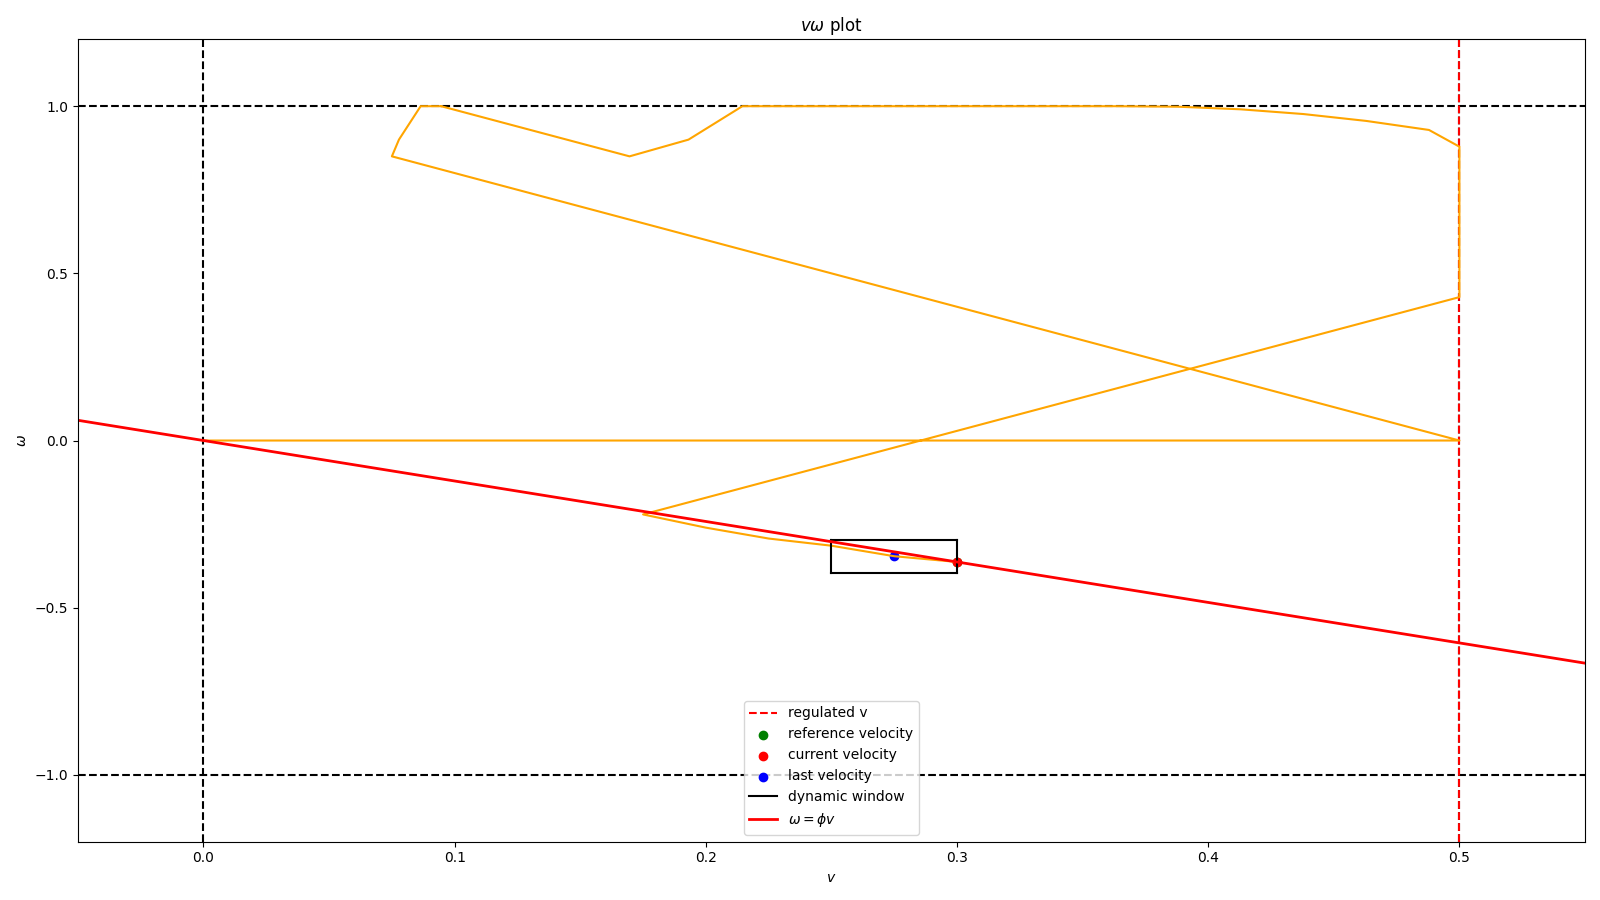 vω plot
1.0
0.5
0.0
−0.5
−1.0
ω
0.0 0.1 0.2 0.3 0.4 0.5
v
regulated v
reference velocity
current velocity
last velocity
dynamic window
ω = ϕv